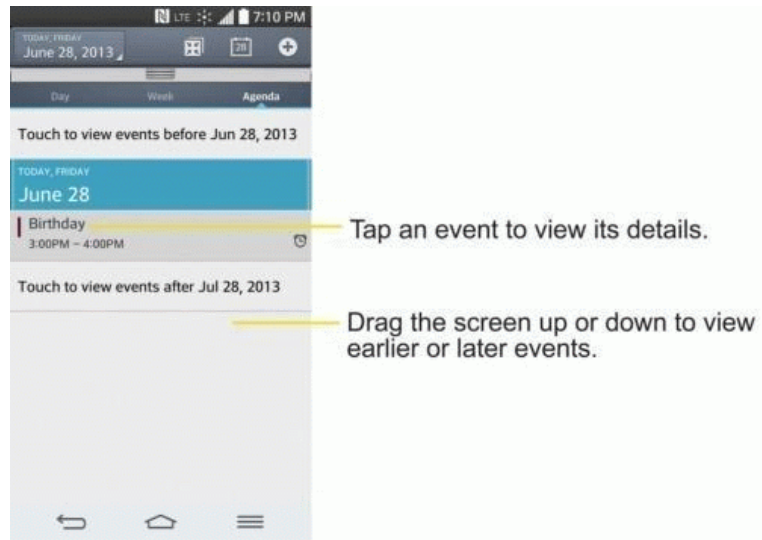 LTE 7:10 PM
TODAY, FRIDAY
June 28, 2013
28
Day Week Agenda
Touch to view events before Jun 28, 2013
TODAY, FRIDAY
June 28
Birthday
3:00PM – 4:00PM
Touch to view events after Jul 28, 2013
Tap an event to view its details.
Drag the screen up or down to view
earlier or later events.